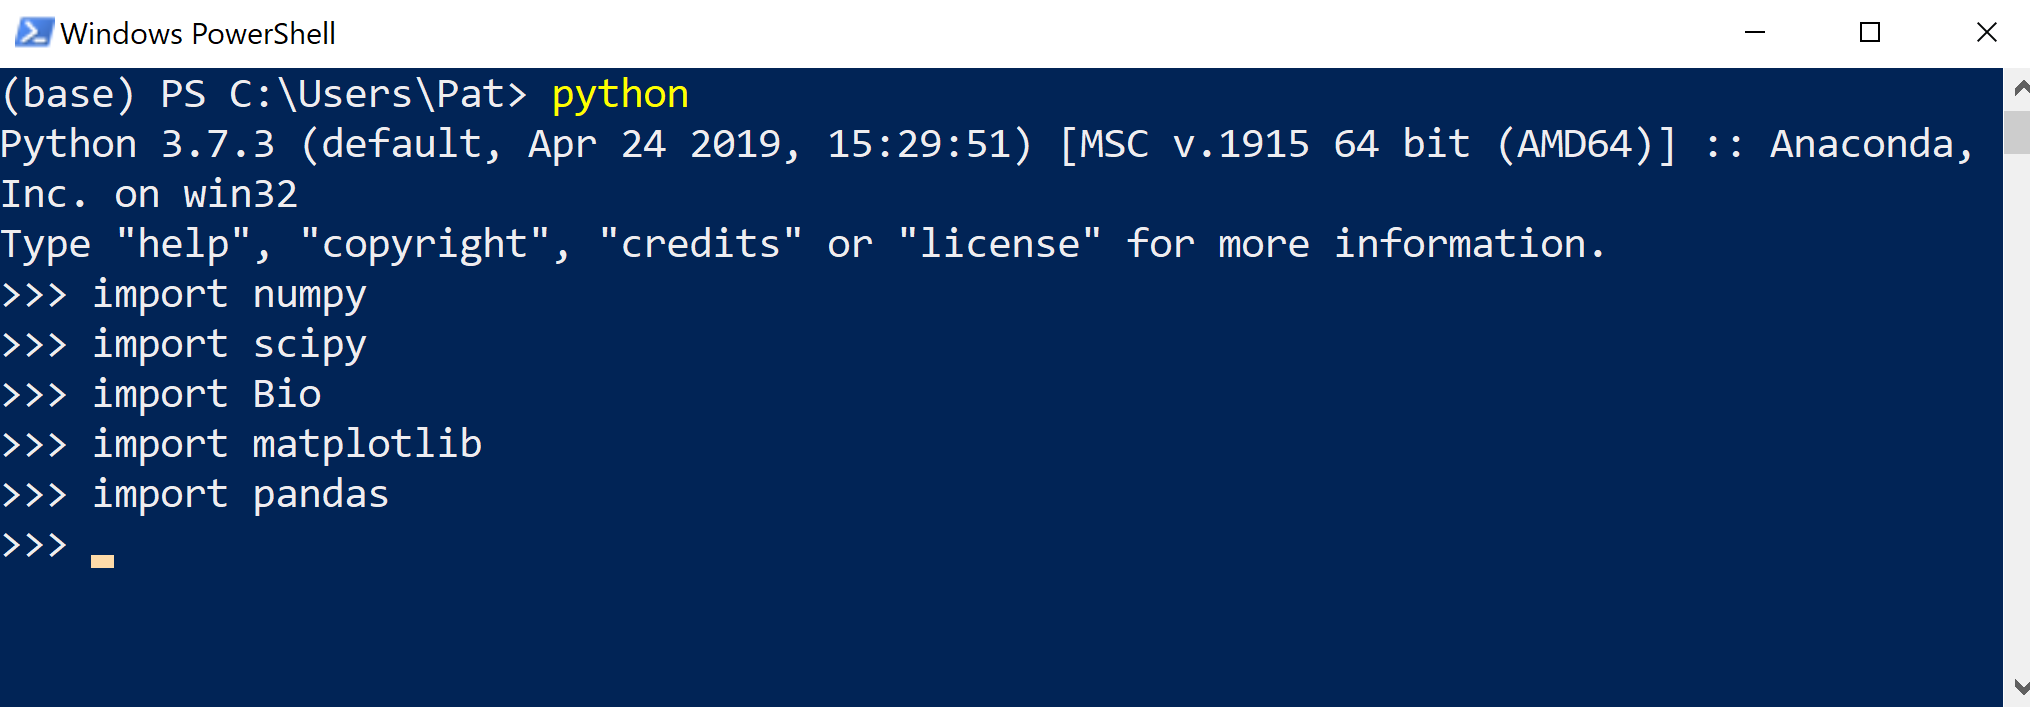 Windows PowerShell
(base) PS C:\Users\Pat> python
Python 3.7.3 (default, Apr 24 2019, 15:29:51) [MSC v.1915 64 bit (AMD64)] :: Anaconda,
Inc. on win32
Type "help", "copyright", "credits" or "license" for more information.
>>> import numpy
>>> import scipy
>>> import Bio
>>> import matplotlib
>>> import pandas
>>>